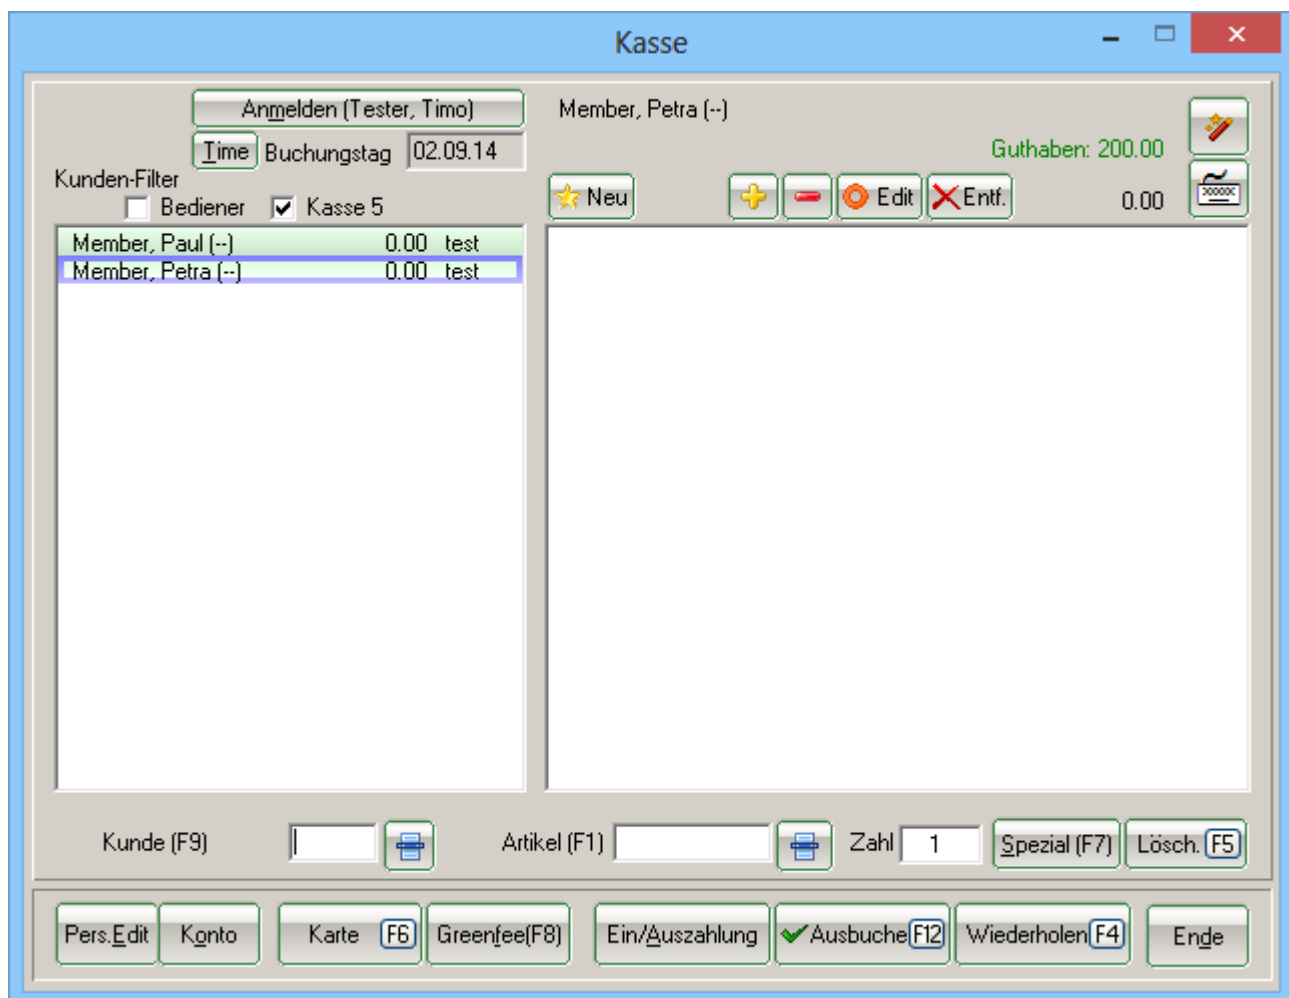 Kasse
Anmelden (Tester, Timo)
Time Buchungstag 02.09.14
Kunden-Filter
Bediener Kasse 5
Member, Paul (--) 0.00 test
Member, Petra (--) 0.00 test
Member, Petra (--)
Guthaben: 200.00
Neu Edit Entf. 0.00
Kunde (F9) Artikel (F1) Zahl 1 Spezial (F7) Lösch. F5
Pers.Edit Konto Karte F6 Greenfee(F8) Ein/Auszahlung Ausbuche F12 Wiederholen F4 Ende